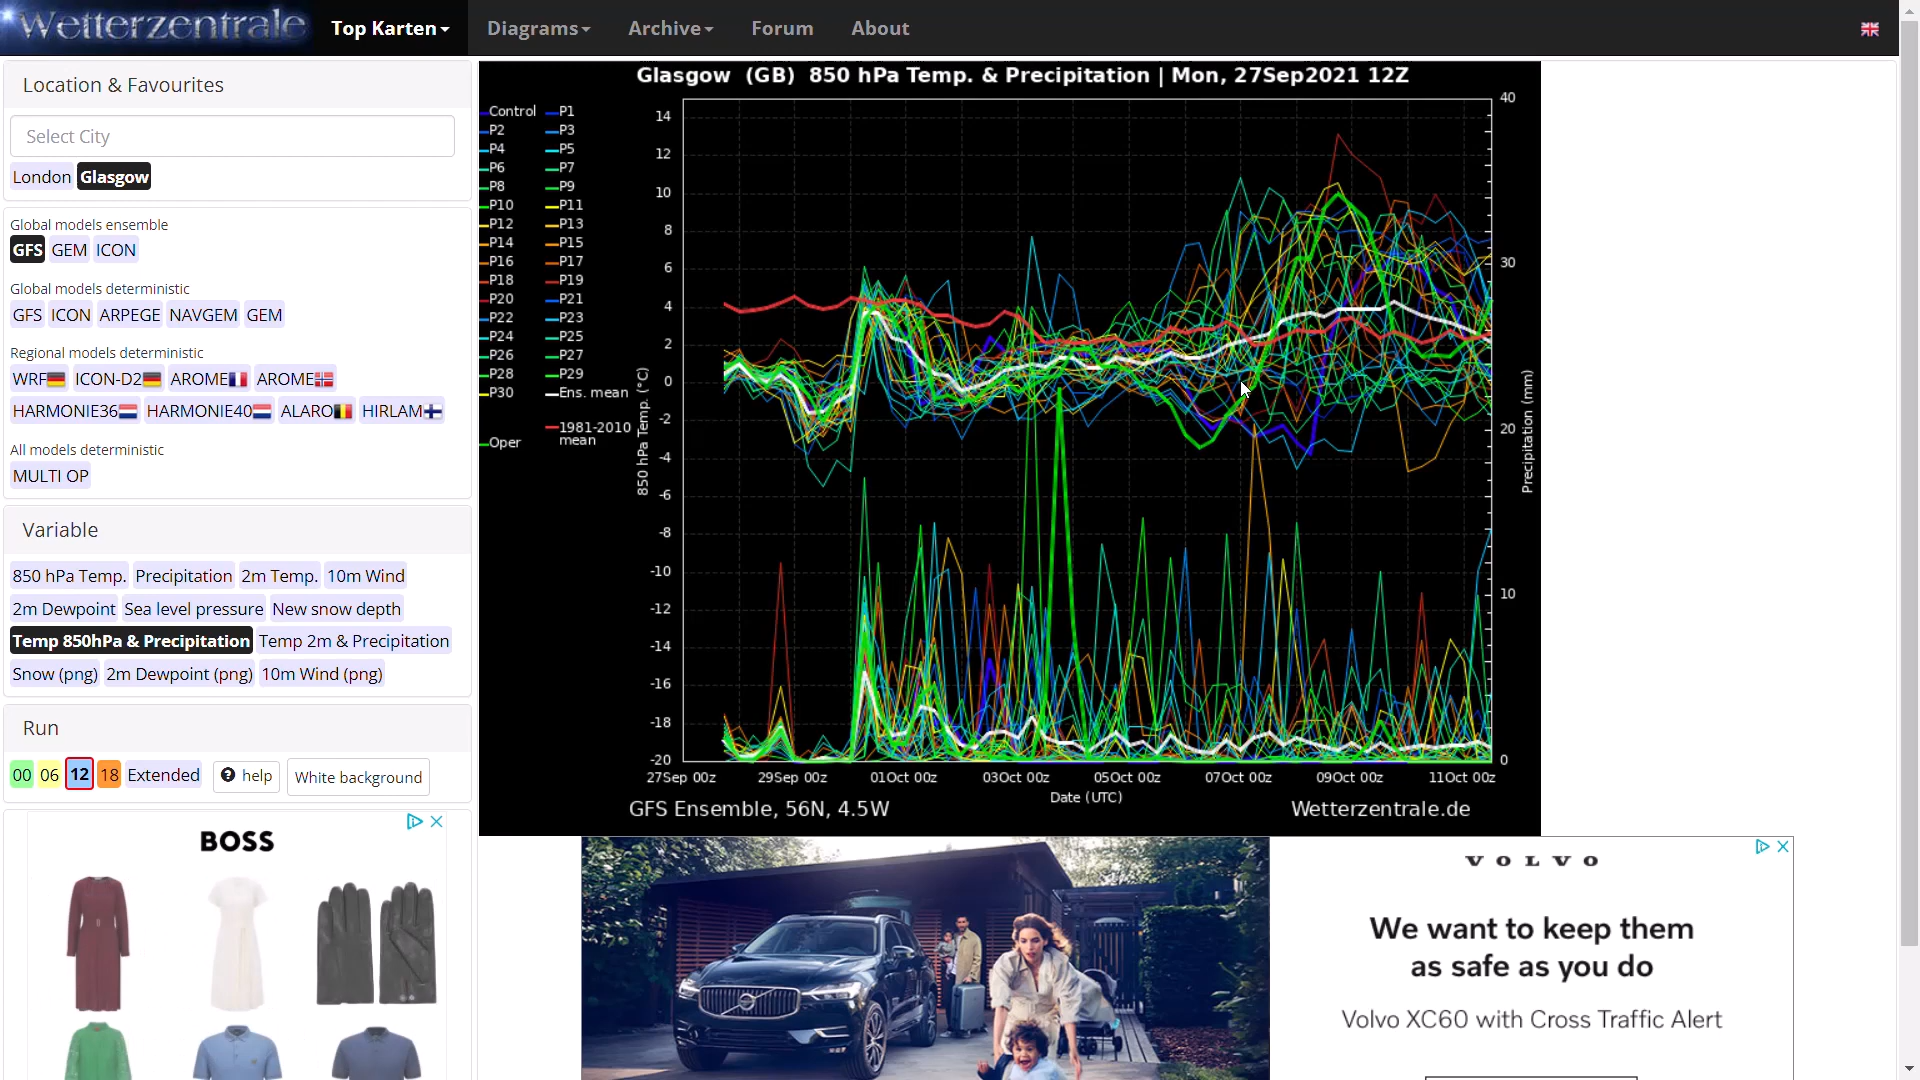 Wetterzentrale
Top Karten
Diagrams
Archive
Forum
About
Location & Favourites
Select City
London Glasgow
Global models ensemble
GFS GEM ICON
Global models deterministic
GFS ICON ARPEGE NAVGEM GEM
Regional models deterministic
WRF ICON-D2 AROME AROME
HARMONIE36 HARMONIE40 ALARO HIRLAM
All models deterministic
MULTI OP
Variable
850 hPa Temp. Precipitation 2m Temp. 10m Wind
2m Dewpoint Sea level pressure New snow depth
Temp 850hPa & Precipitation Temp 2m & Precipitation
Snow (png) 2m Dewpoint (png) 10m Wind (png)
Run
00 06 12 18 Extended help White background
BOSS
Glasgow (GB) 850 hPa Temp. & Precipitation | Mon, 27Sep2021 12Z
Control P1
P2 P3
P4 P5
P6 P7
P8 P9
P10 P11
P12 P13
P14 P15
P16 P17
P18 P19
P20 P21
P22 P23
P24 P25
P26 P27
P28 P29
P30 Ens. mean
Oper 1981-2010
mean
850 hPa Temp. (°C)
14
12
10
8
6
4
2
0
-2
-4
-6
-8
-10
-12
-14
-16
-18
-20
40
30
20
10
0
Precipitation (mm)
27Sep 00z 29Sep 00z 01Oct 00z 03Oct 00z 05Oct 00z 07Oct 00z 09Oct 00z 11Oct 00z
Date (UTC)
GFS Ensemble, 56N, 4.5W Wetterzentrale.de
VOLVO
We want to keep them
as safe as you do
Volvo XC60 with Cross Traffic Alert